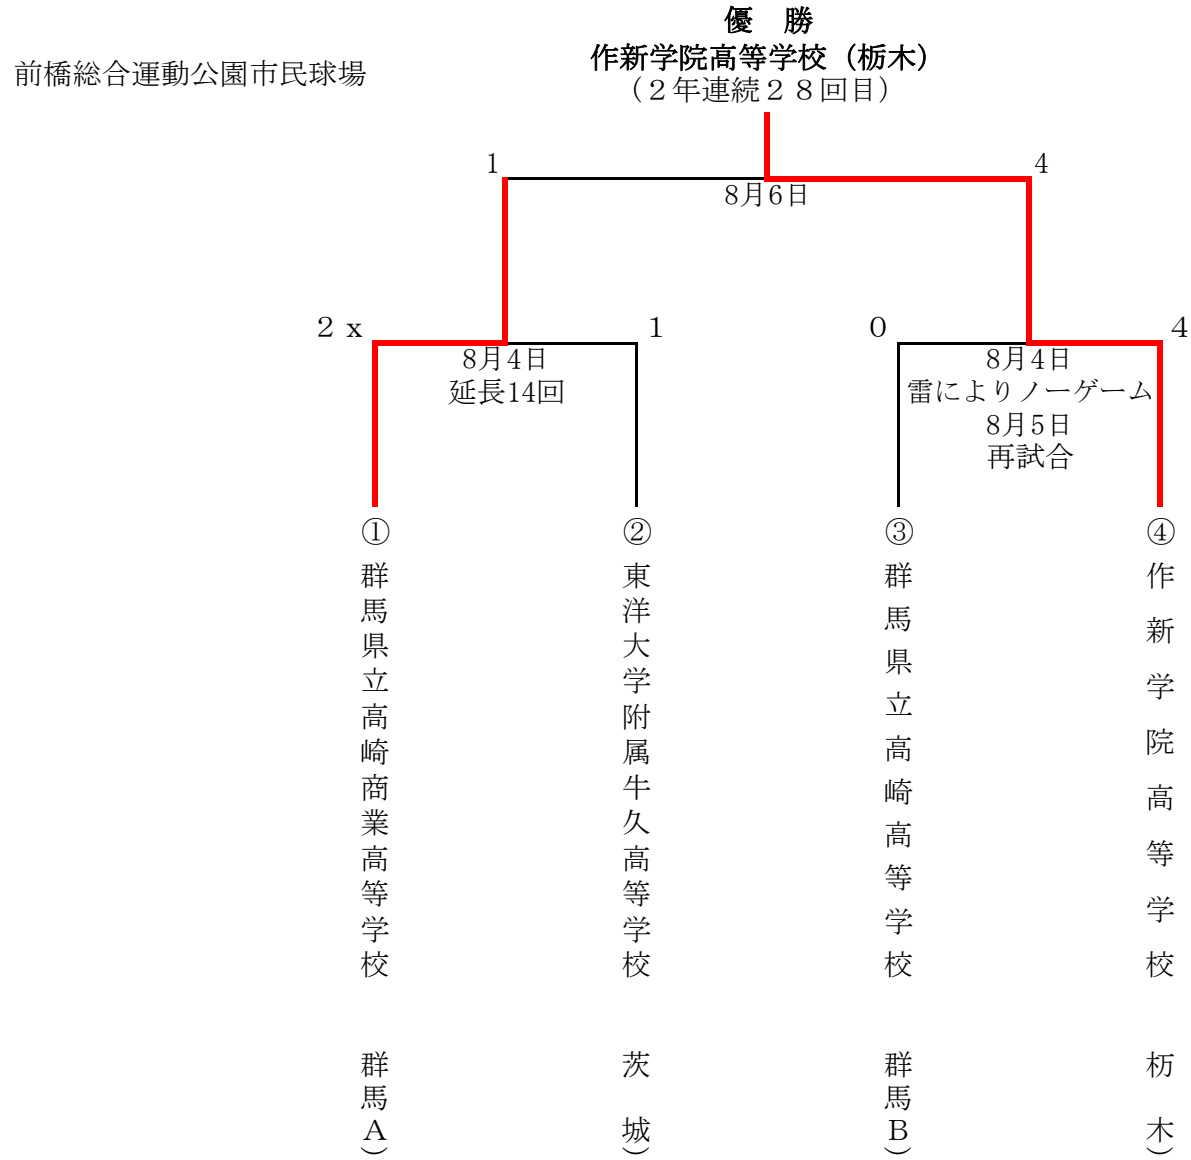 優　勝
作新学院高等学校（栃木）
前橋総合運動公園市民球場
（２年連続２８回目）
1
4
8月6日
２ｘ
１
０
４
8月4日
延長14回
8月4日
雷によりノーゲーム
8月5日
再試合
①
群馬県立高崎商業高等学校
群馬Ａ）
②
東洋大学附属牛久高等学校
茨城）
③
群馬県立高崎高等学校
群馬Ｂ）
④
作新学院高等学校
栃木）